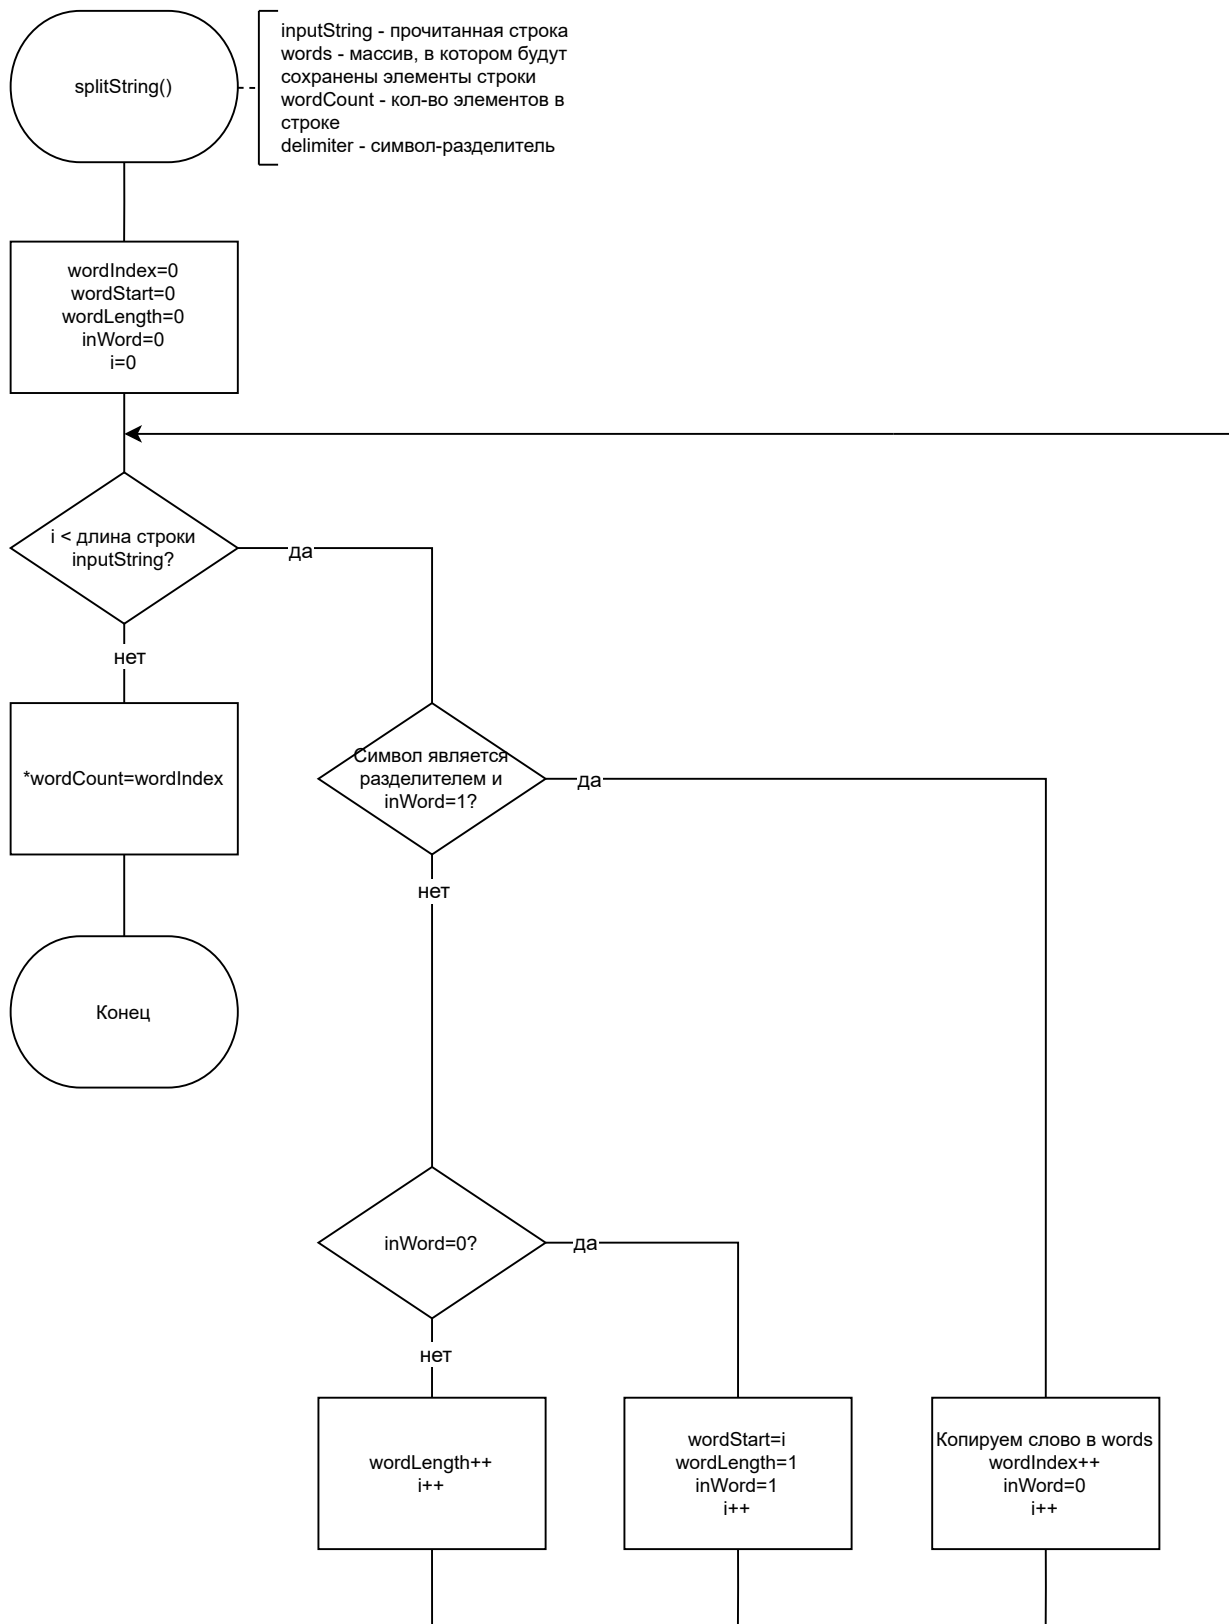 splitString()
inputString - прочитанная строка
words - массив, в котором будут
сохранены элементы строки
wordCount - кол-во элементов в
строке
delimiter - символ-разделитель
wordIndex=0
wordStart=0
wordLength=0
inWord=0
i=0
i < длина строки
inputString?
да
нет
*wordCount=wordIndex
Символ является
разделителем и
inWord=1?
да
нет
Конец
inWord=0?
да
нет
wordLength++
i++
wordStart=i
wordLength=1
inWord=1
i++
Копируем слово в words
wordIndex++
inWord=0
i++